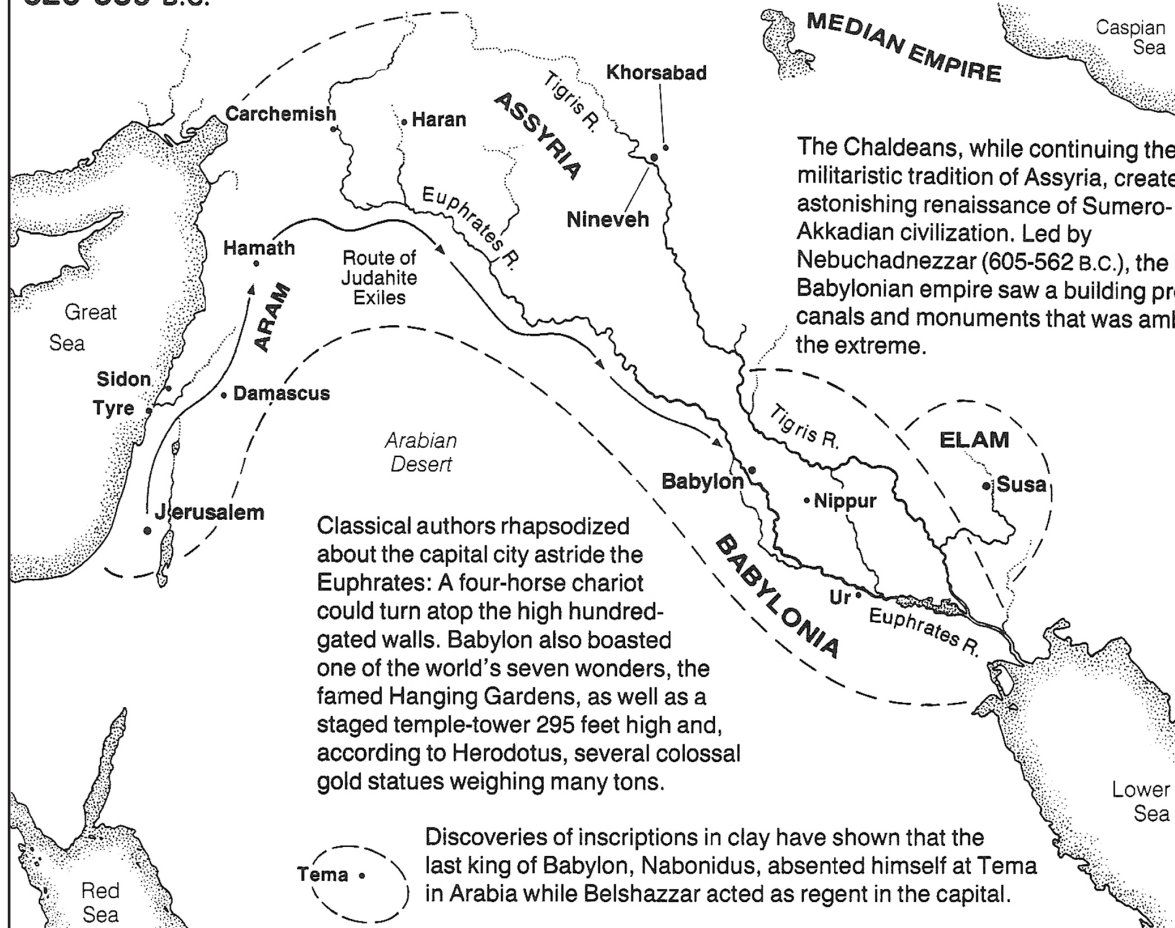 B.C.
MEDIAN EMPIRE
Caspian
Sea
Khorsabad
Tigris R.
ASSYRIA
Carchemish
Haran
Nineveh
Euphrates R.
The Chaldeans, while continuing the
militaristic tradition of Assyria, create
astonishing renaissance of Sumero-
Akkadian civilization. Led by
Nebuchadnezzar (605-562 B.C.), the
Babylonian empire saw a building pr
canals and monuments that was am
the extreme.
Hamath
Route of
Judahite
Exiles
ARAM
Great
Sea
Sidon
Tyre
Damascus
Arabian
Desert
Jerusalem
Tigris R.
ELAM
Susa
Babylon
Nippur
BABYLONIA
Ur
Euphrates R.
Classical authors rhapsodized
about the capital city astride the
Euphrates: A four-horse chariot
could turn atop the high hundred-
gated walls. Babylon also boasted
one of the world's seven wonders, the
famed Hanging Gardens, as well as a
staged temple-tower 295 feet high and,
according to Herodotus, several colossal
gold statues weighing many tons.
Lower
Sea
Tema
Discoveries of inscriptions in clay have shown that the
last king of Babylon, Nabonidus, absented himself at Tema
in Arabia while Belshazzar acted as regent in the capital.
Red
Sea